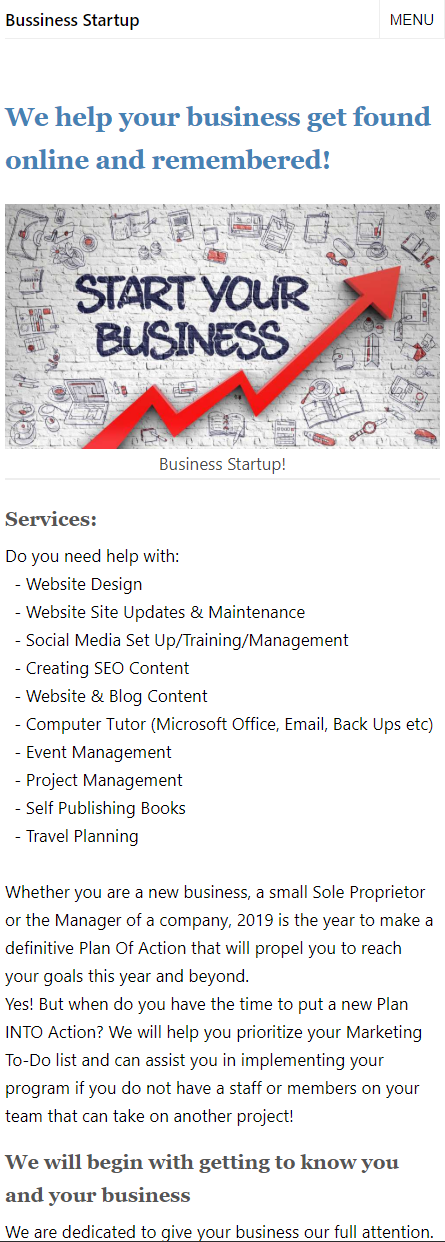 Bussiness Startup
MENU
We help your business get found
online and remembered!
START YOUR
BUSINESS
Business Startup!
Services:
Do you need help with:
- Website Design
- Website Site Updates & Maintenance
- Social Media Set Up/Training/Management
- Creating SEO Content
- Website & Blog Content
- Computer Tutor (Microsoft Office, Email, Back Ups etc)
- Event Management
- Project Management
- Self Publishing Books
- Travel Planning
Whether you are a new business, a small Sole Proprietor
or the Manager of a company, 2019 is the year to make a
definitive Plan Of Action that will propel you to reach
your goals this year and beyond.
Yes! But when do you have the time to put a new Plan
INTO Action? We will help you prioritize your Marketing
To-Do list and can assist you in implementing your
program if you do not have a staff or members on your
team that can take on another project!
We will begin with getting to know you
and your business
We are dedicated to give your business our full attention.